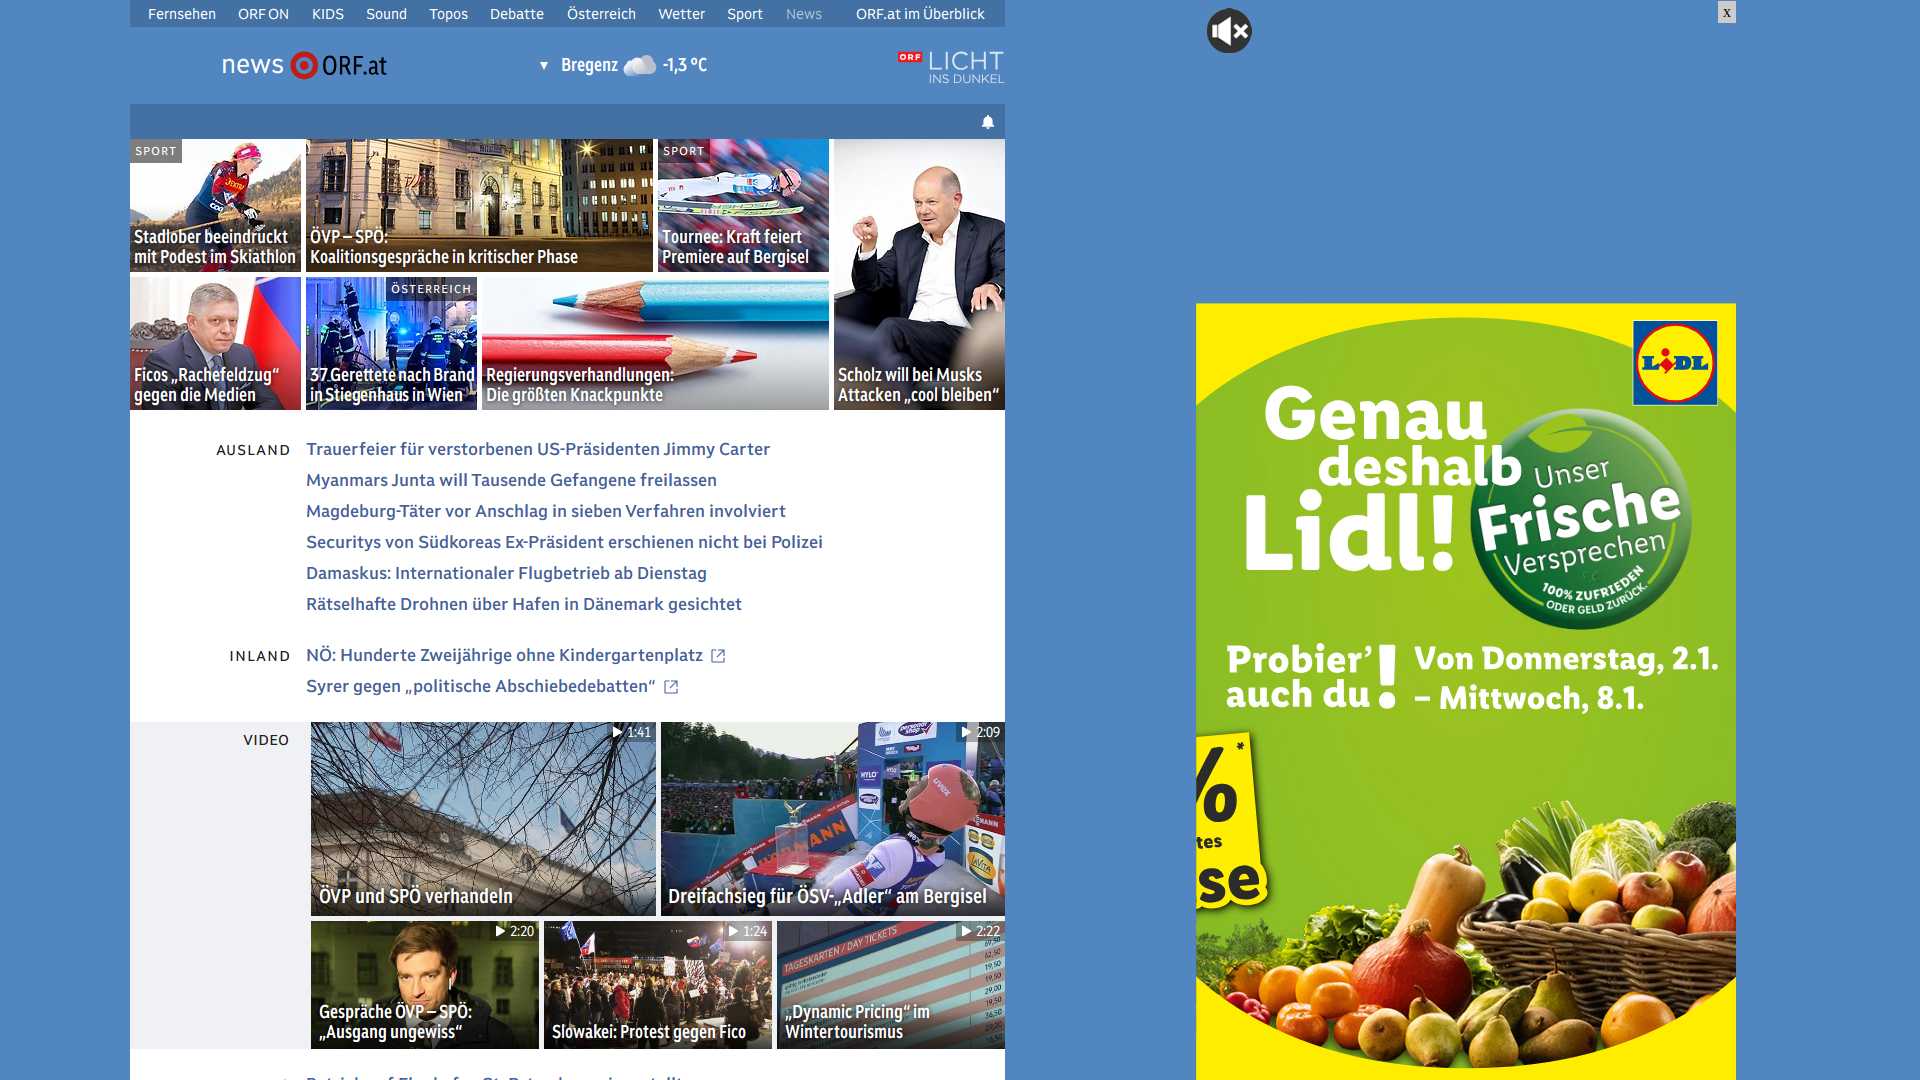 Fernsehen ORF ON KIDS Sound Topos Debatte Österreich Wetter Sport News ORF.at im Überblick
news ORF.at
▼ Bregenz -1,3 °C
ORF LICHT
INS DUNKEL
SPORT
Stadlober beeindruckt
mit Podest im Skiathlon
ÖVP – SPÖ:
Koalitionsgespräche in kritischer Phase
SPORT
Tournee: Kraft feiert
Premiere auf Bergisel
Scholz will bei Musks
Attacken „cool bleiben“
Ficos „Rachefeldzug“
gegen die Medien
ÖSTERREICH
37 Gerettete nach Brand
in Stiegenhaus in Wien
Regierungsverhandlungen:
Die größten Knackpunkte
AUSLAND
Trauerfeier für verstorbenen US-Präsidenten Jimmy Carter
Myanmars Junta will Tausende Gefangene freilassen
Magdeburg-Täter vor Anschlag in sieben Verfahren involviert
Securitys von Südkoreas Ex-Präsident erschienen nicht bei Polizei
Damaskus: Internationaler Flugbetrieb ab Dienstag
Rätselhafte Drohnen über Hafen in Dänemark gesichtet
INLAND
NÖ: Hunderte Zweijährige ohne Kindergartenplatz
Syrer gegen „politische Abschiebedebatten“
VIDEO
1:41
ÖVP und SPÖ verhandeln
2:09
Dreifachsieg für ÖSV-„Adler“ am Bergisel
2:20
Gespräche ÖVP – SPÖ:
„Ausgang ungewiss“
1:24
Slowakei: Protest gegen Fico
2:22
TAGESKARTEN / DAY TICKETS
„Dynamic Pricing“ im
Wintertourismus
x
LIDL
Genau
deshalb
Lidl!
Unser
Frische
Versprechen
100% ZUFRIEDEN
ODER GELD ZURÜCK.
Probier’
auch du!
Von Donnerstag, 2.1.
– Mittwoch, 8.1.
%*
tes
se